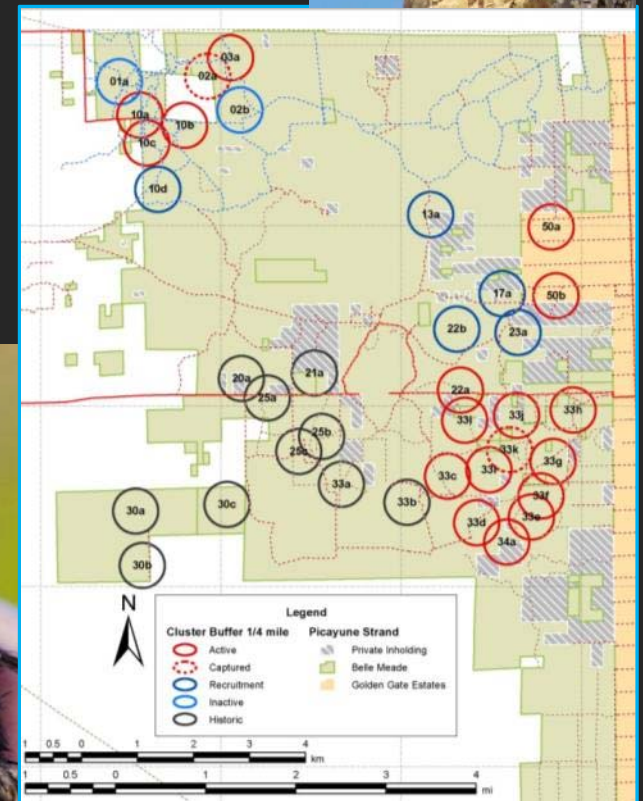 03a
01a
02a
02b
10a
10b
10c
10d
13a
50a
17a
50b
22b
23a
21a
20a
25a
22a
33i
33j
33h
25b
25c
33k
33g
33c
33a
33f
33b
30c
30a
33d
33e
34a
30b
N
Legend
Cluster Buffer 1/4 mile
Active
Captured
Recruitment
Inactive
Historic
Picayune Strand
Private Inholding
Belle Meade
Golden Gate Estates
1 0.5 0 1 2 3 4
km
1 0.5 0 1 2 3 4
mi